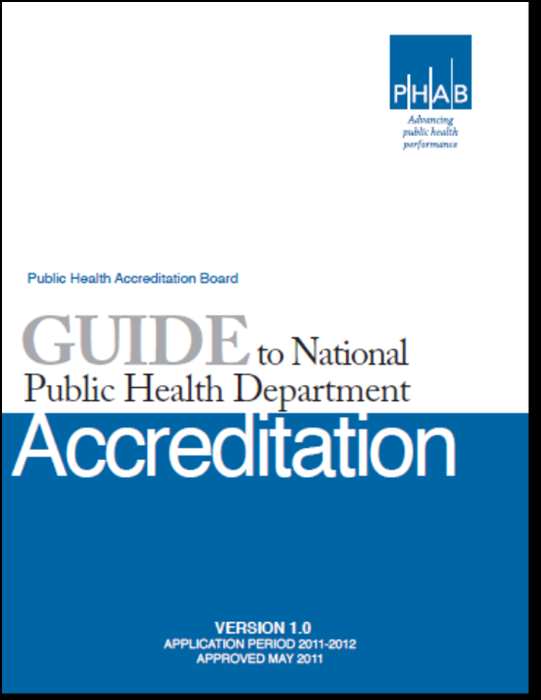 PHAB
Advancing
public health
performance
Public Health Accreditation Board
GUIDE to National
Public Health Department
Accreditation
VERSION 1.0
APPLICATION PERIOD 2011-2012
APPROVED MAY 2011